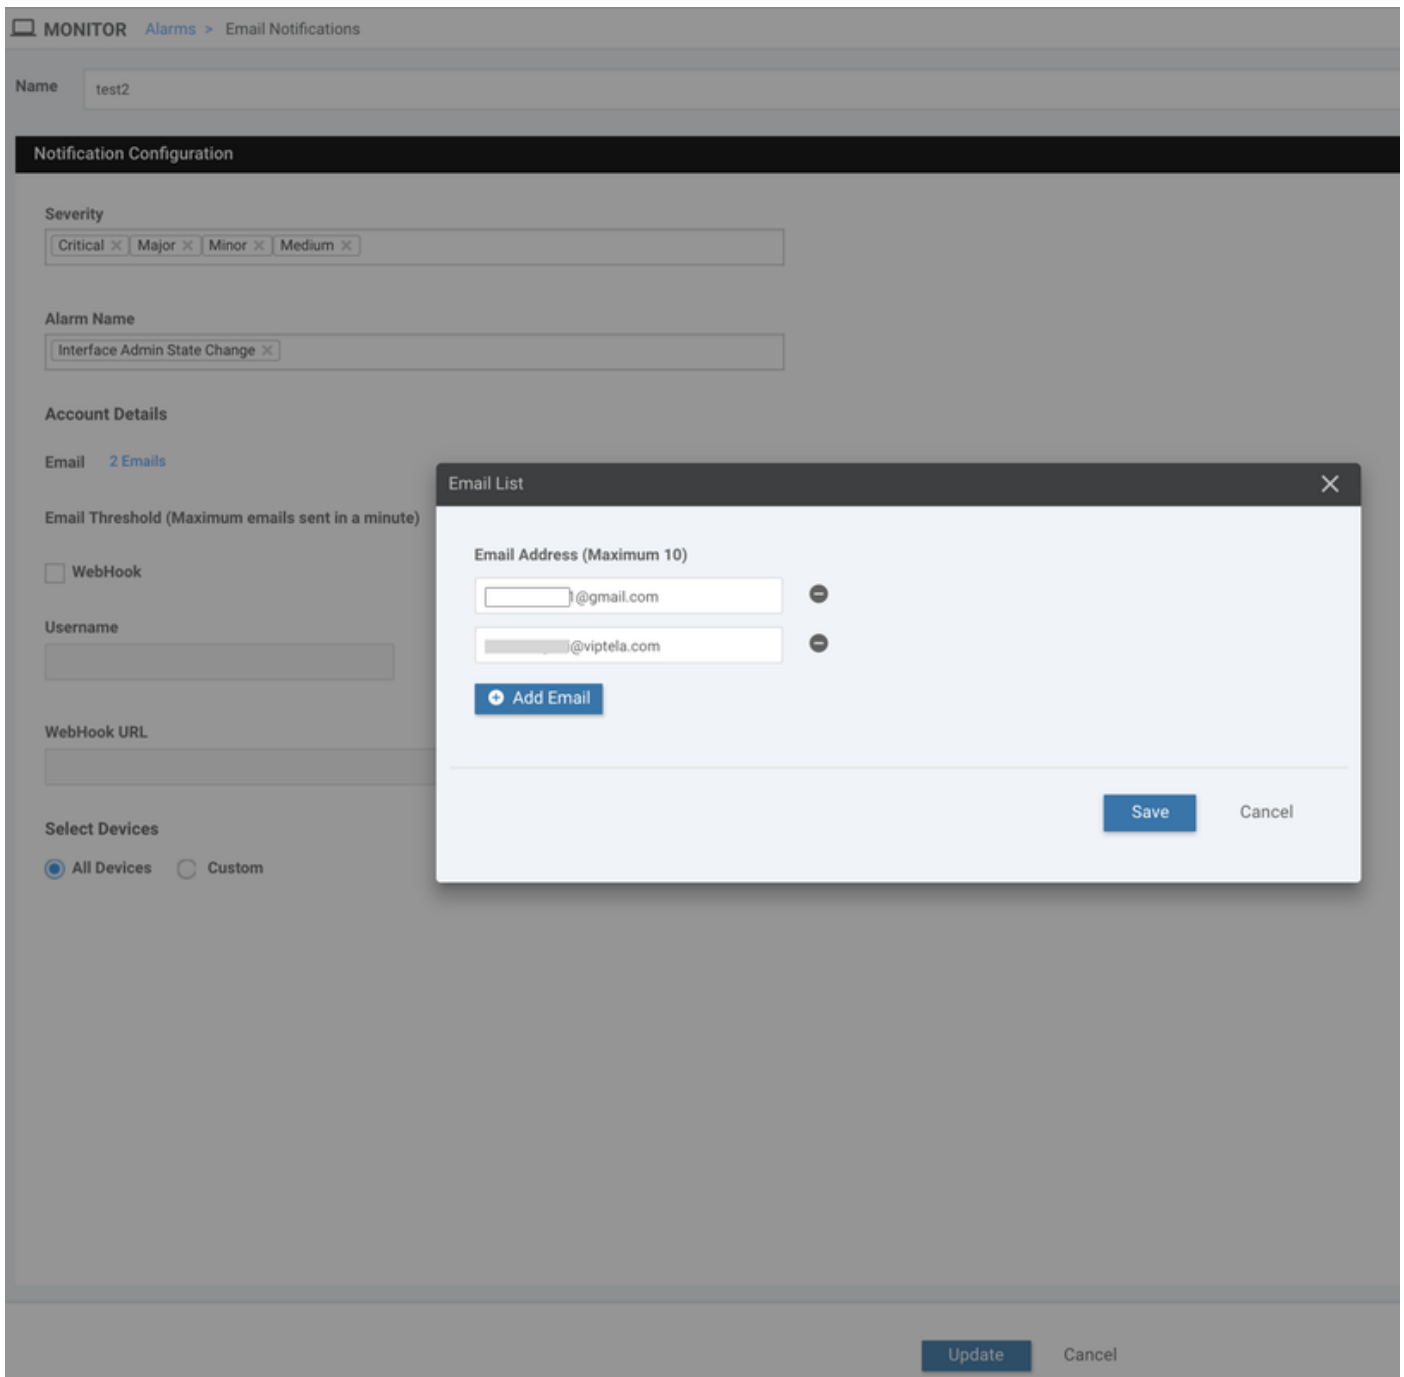 MONITOR Alarms > Email Notifications
Name test2
Notification Configuration
Severity
Critical × Major × Minor × Medium ×
Alarm Name
Interface Admin State Change ×
Account Details
Email 2 Emails
Email Threshold (Maximum emails sent in a minute)
WebHook
Username
WebHook URL
Select Devices
All Devices Custom
Email List
Email Address (Maximum 10)
1@gmail.com
@viptela.com
Add Email
Save Cancel
Update Cancel